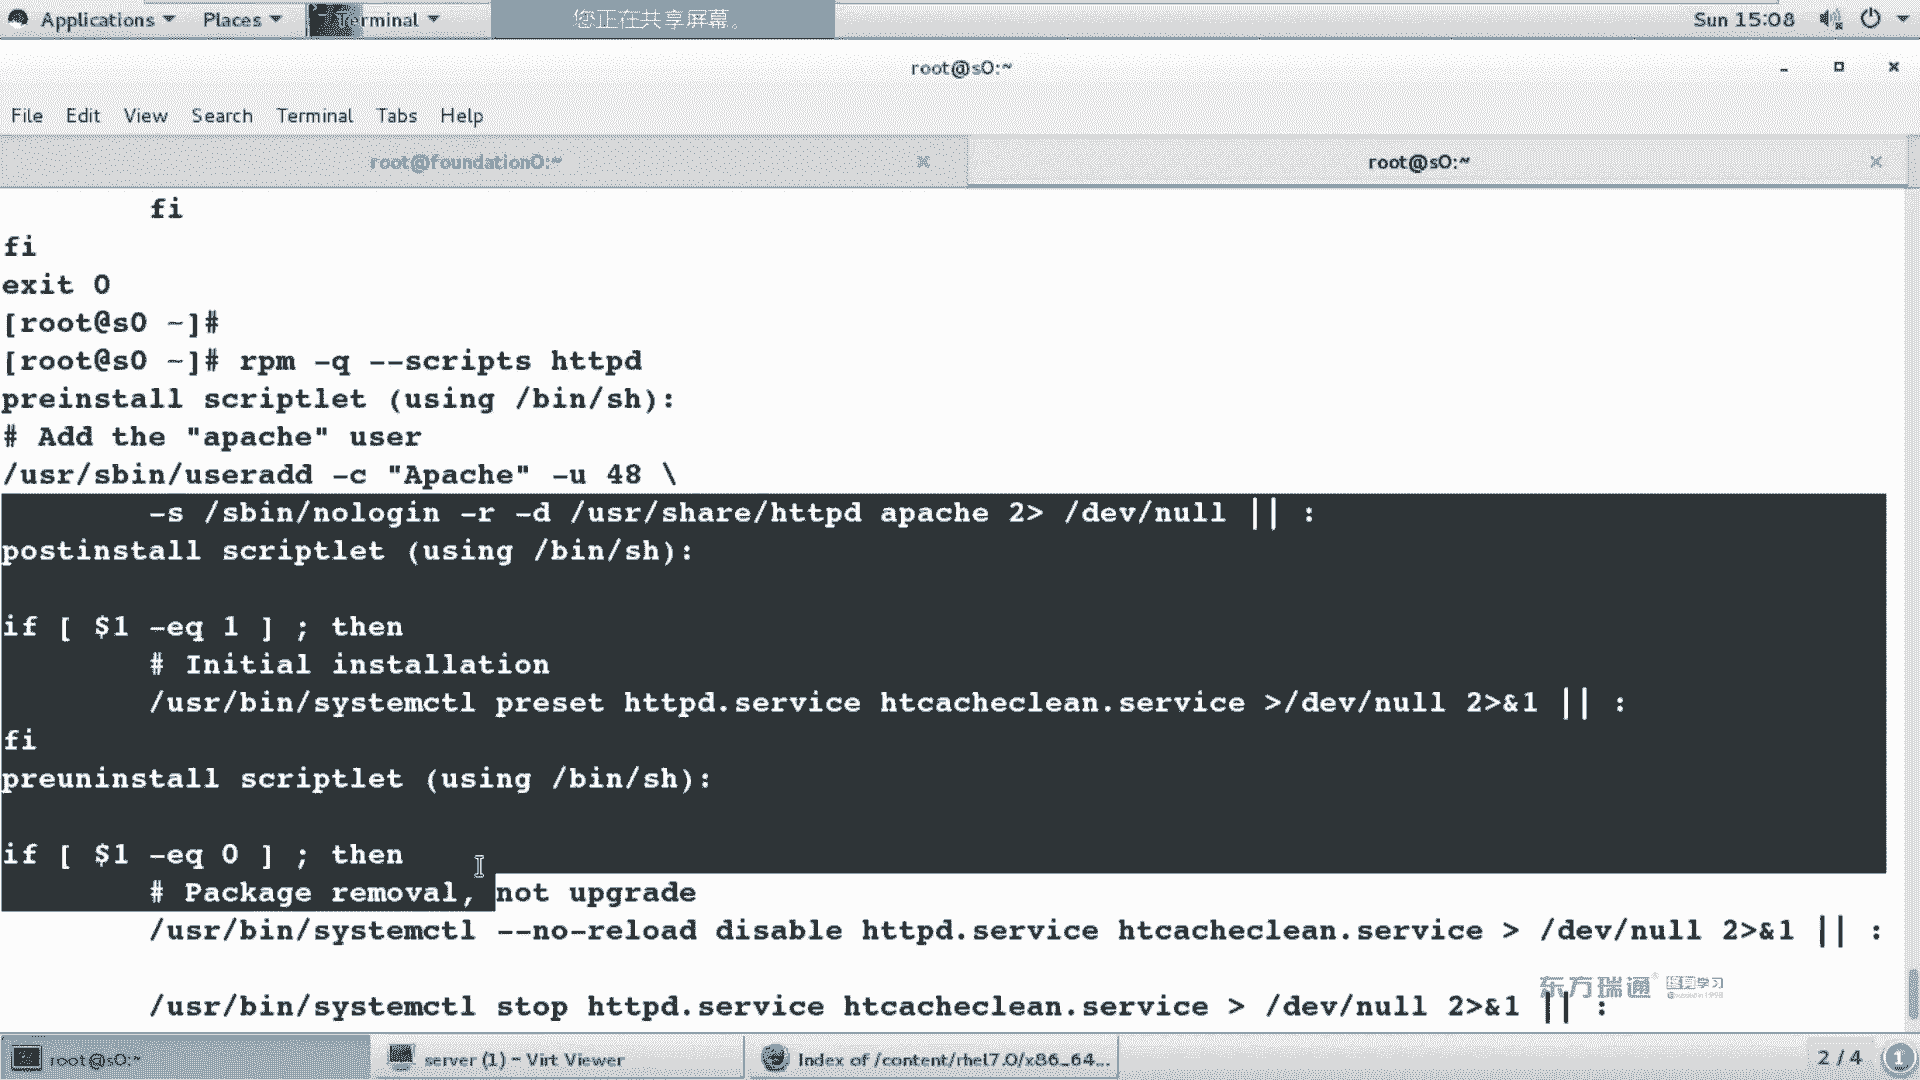 Applications Places Terminal 您正在共享屏幕。 Sun 15:08
root@s0:~
File Edit View Search Terminal Tabs Help
root@foundation0:~ root@s0:~
fi
fi
exit 0
[root@s0 ~]#
[root@s0 ~]# rpm -q --scripts httpd
preinstall scriptlet (using /bin/sh):
# Add the "apache" user
/usr/sbin/useradd -c "Apache" -u 48 \
-s /sbin/nologin -r -d /usr/share/httpd apache 2> /dev/null || :
postinstall scriptlet (using /bin/sh):
if [ $1 -eq 1 ] ; then
# Initial installation
/usr/bin/systemctl preset httpd.service htcacheclean.service >/dev/null 2>&1 || :
fi
preuninstall scriptlet (using /bin/sh):
if [ $1 -eq 0 ] ; then
# Package removal, not upgrade
/usr/bin/systemctl --no-reload disable httpd.service htcacheclean.service > /dev/null 2>&1 || :
东方瑞通® 终身学习
/usr/bin/systemctl stop httpd.service htcacheclean.service > /dev/null 2>&1 || :
root@s0:~ server (1) - Virt Viewer Index of /content/rhel7.0/x86_64... 2 / 4 1